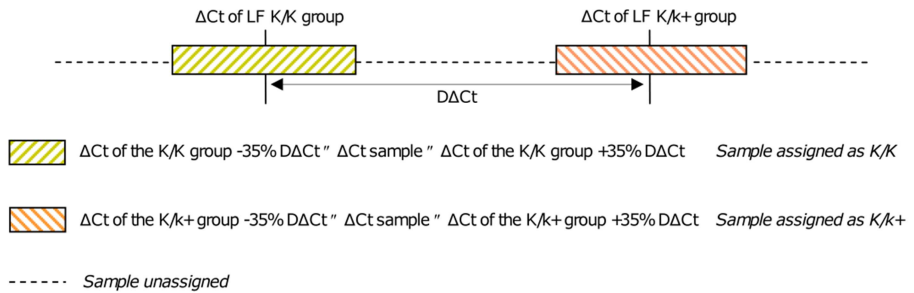 ΔCt of LF K/K group ΔCt of LF K/k+ group
DΔCt
ΔCt of the K/K group -35% DΔCt ″ ΔCt sample ″ ΔCt of the K/K group +35% DΔCt Sample assigned as K/K
ΔCt of the K/k+ group -35% DΔCt ″ ΔCt sample ″ ΔCt of the K/k+ group +35% DΔCt Sample assigned as K/k+
Sample unassigned